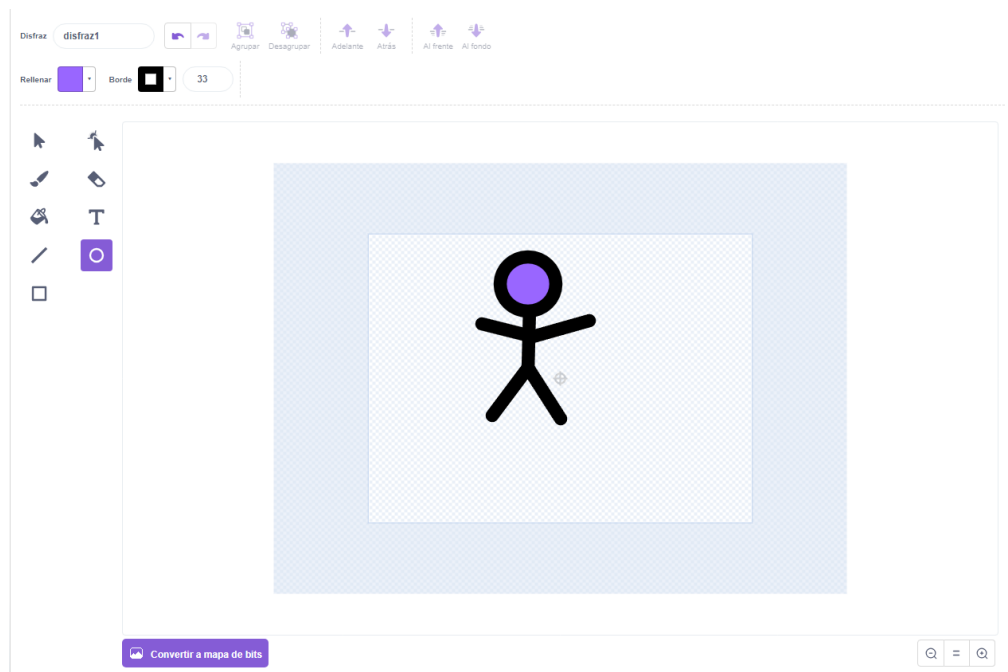 Disfraz disfraz1
Agrupar Desagrupar Adelante Atrás Al frente Al fondo
Rellenar Borde 33
T
Convertir a mapa de bits